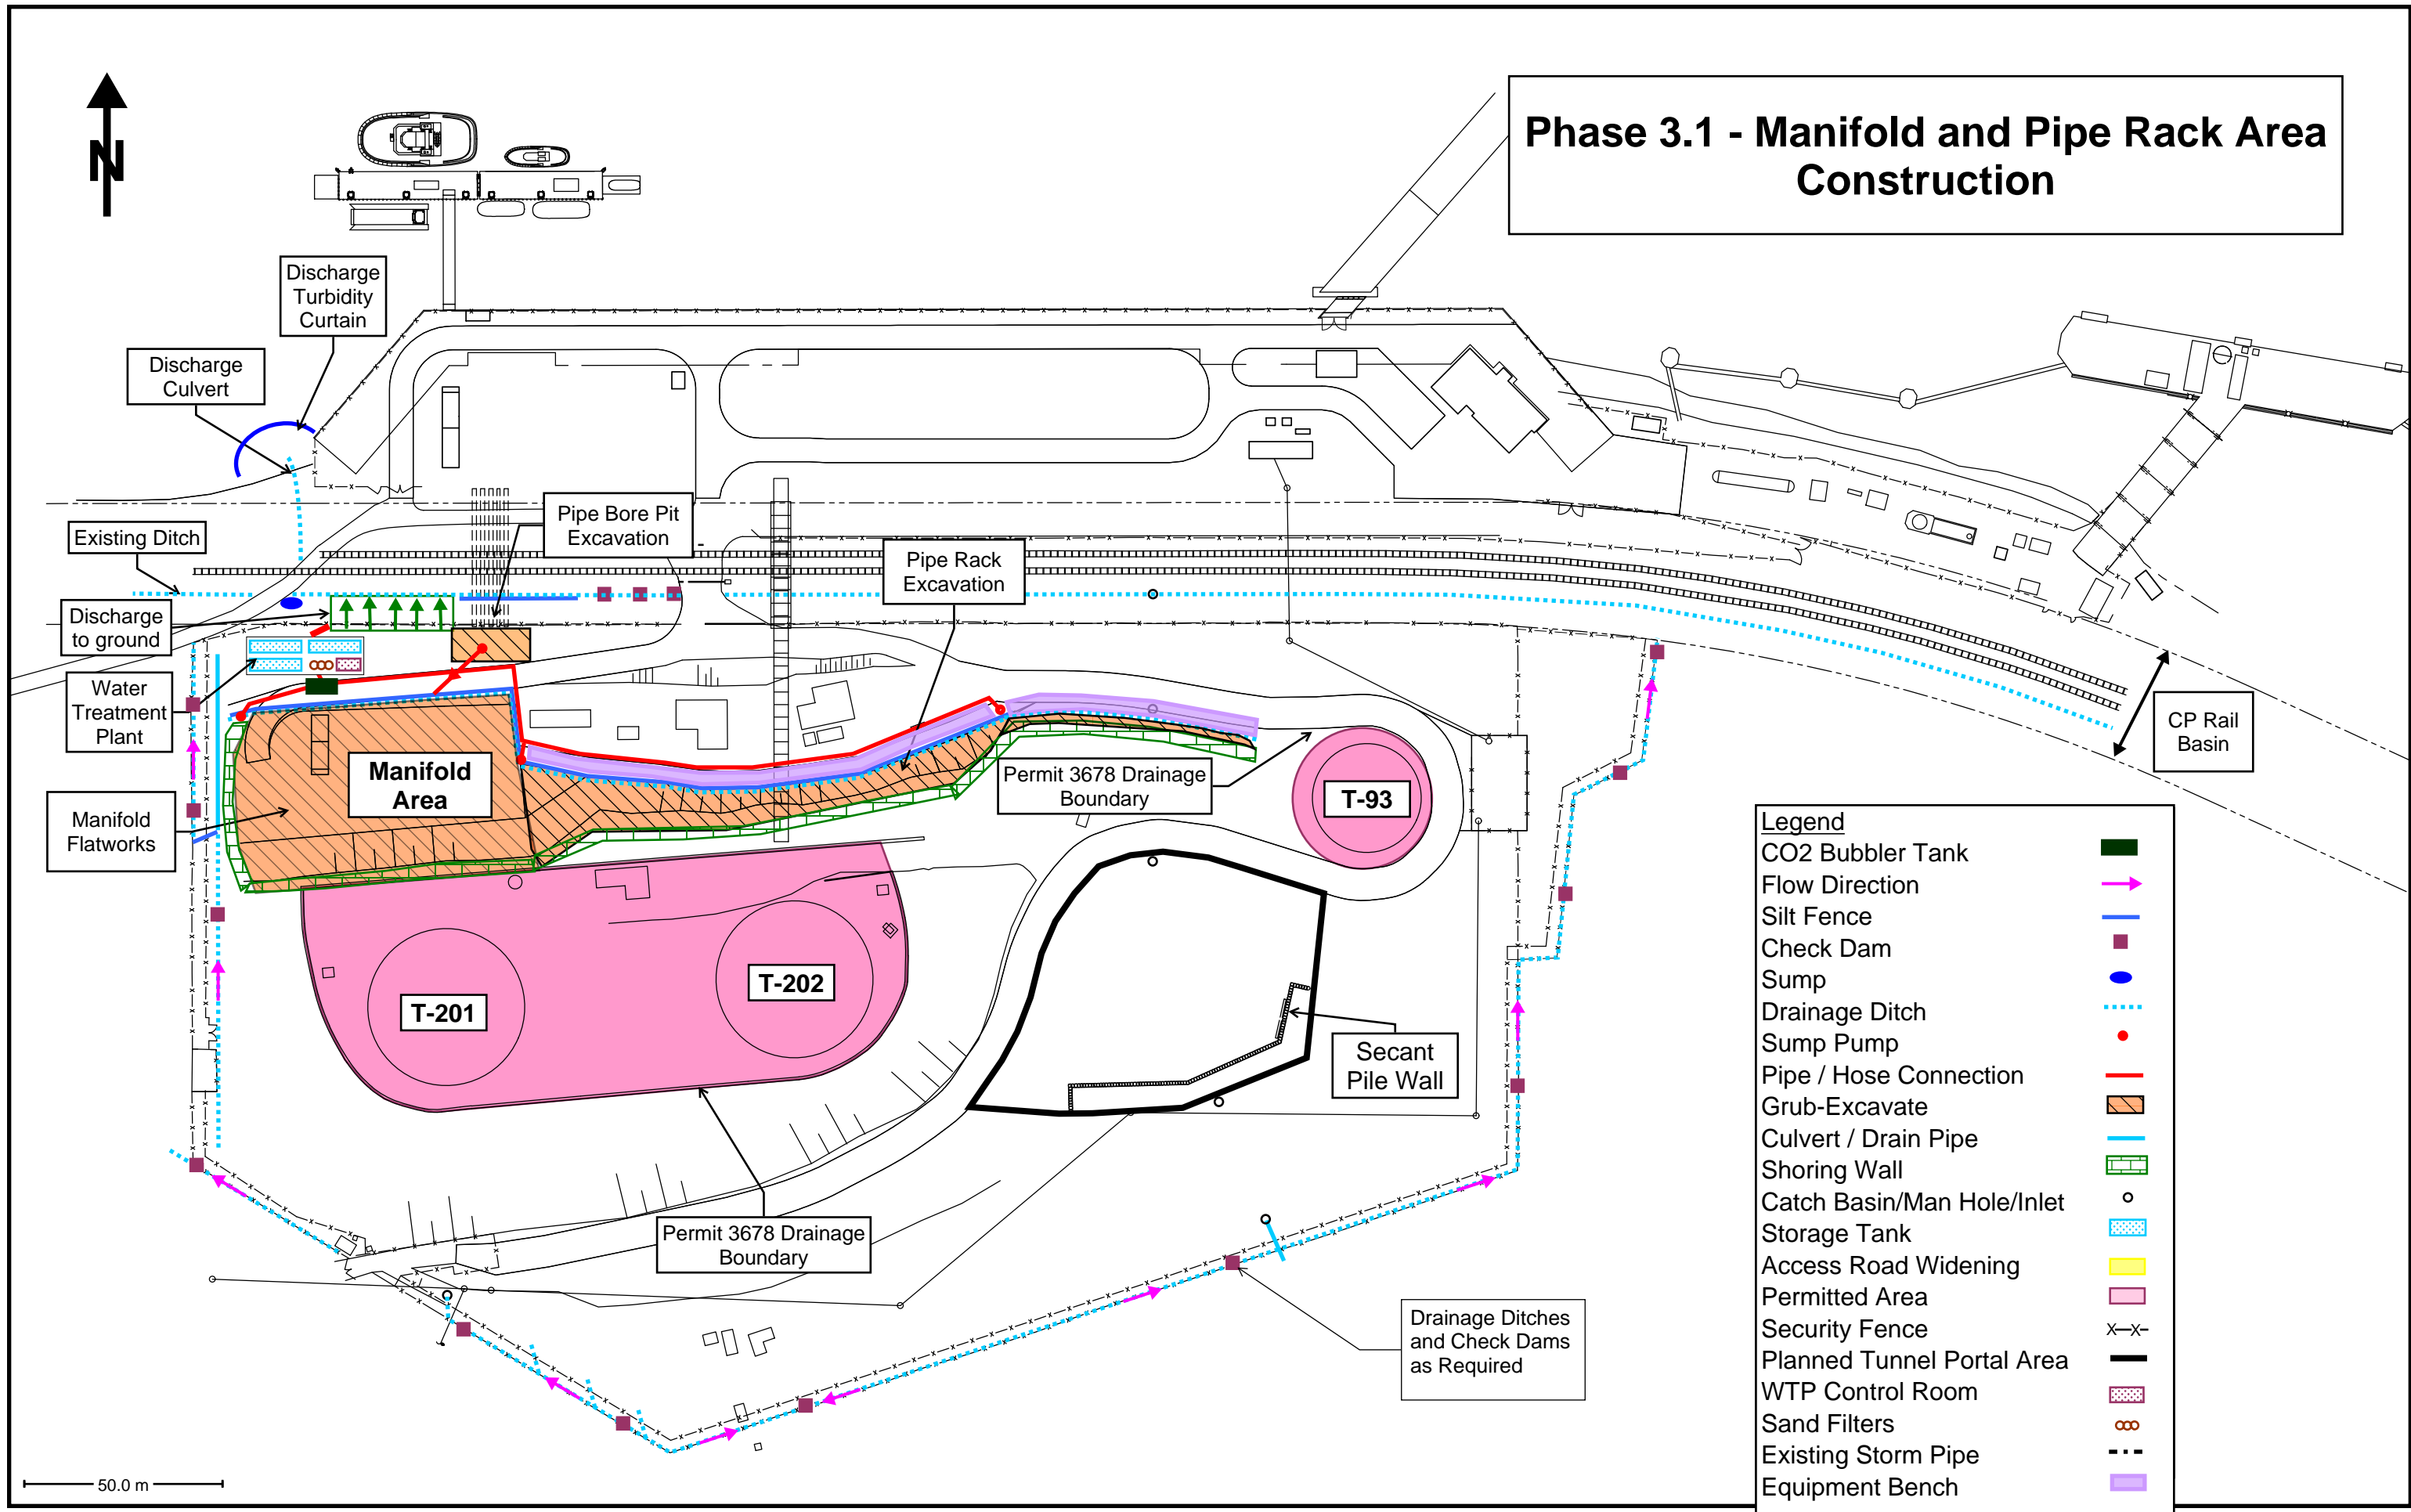 Phase 3.1 - Manifold and Pipe Rack Area
Construction
N
Discharge
Turbidity
Curtain
Discharge
Culvert
Existing Ditch
Pipe Bore Pit
Excavation
Pipe Rack
Excavation
Discharge
to ground
Water
Treatment
Plant
CP Rail
Basin
Manifold
Area
Permit 3678 Drainage
Boundary
T-93
Manifold
Flatworks
T-201
T-202
Secant
Pile Wall
Permit 3678 Drainage
Boundary
Drainage Ditches
and Check Dams
as Required
50.0 m
Legend
CO2 Bubbler Tank
Flow Direction
Silt Fence
Check Dam
Sump
Drainage Ditch
Sump Pump
Pipe / Hose Connection
Grub-Excavate
Culvert / Drain Pipe
Shoring Wall
Catch Basin/Man Hole/Inlet
Storage Tank
Access Road Widening
Permitted Area
Security Fence
Planned Tunnel Portal Area
WTP Control Room
Sand Filters
Existing Storm Pipe
Equipment Bench